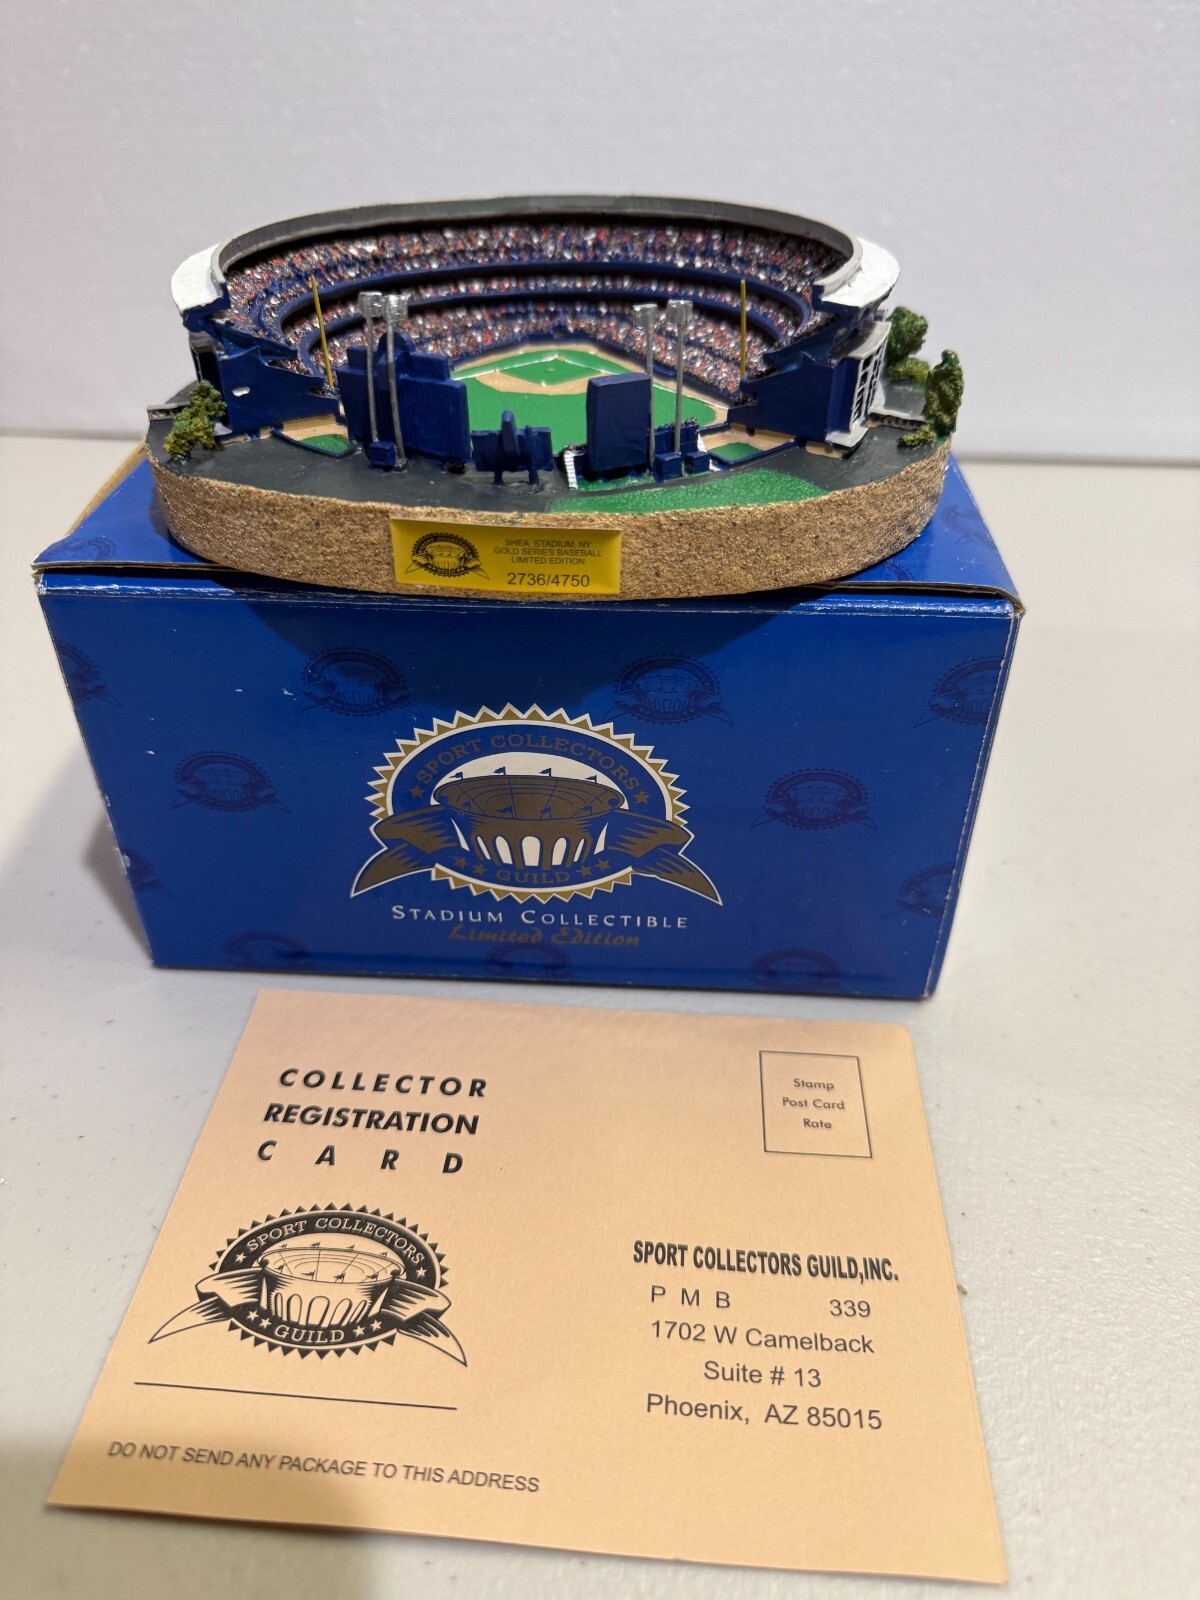 SHEA STADIUM, NY
GOLD SERIES BASEBALL
LIMITED EDITION
2736/4750
SPORT COLLECTORS
GUILD
STADIUM COLLECTIBLE
Limited Edition
COLLECTOR
REGISTRATION
CARD
Stamp
Post Card
Rate
SPORT COLLECTORS
GUILD
SPORT COLLECTORS GUILD,INC.
P M B 339
1702 W Camelback
Suite # 13
Phoenix, AZ 85015
DO NOT SEND ANY PACKAGE TO THIS ADDRESS